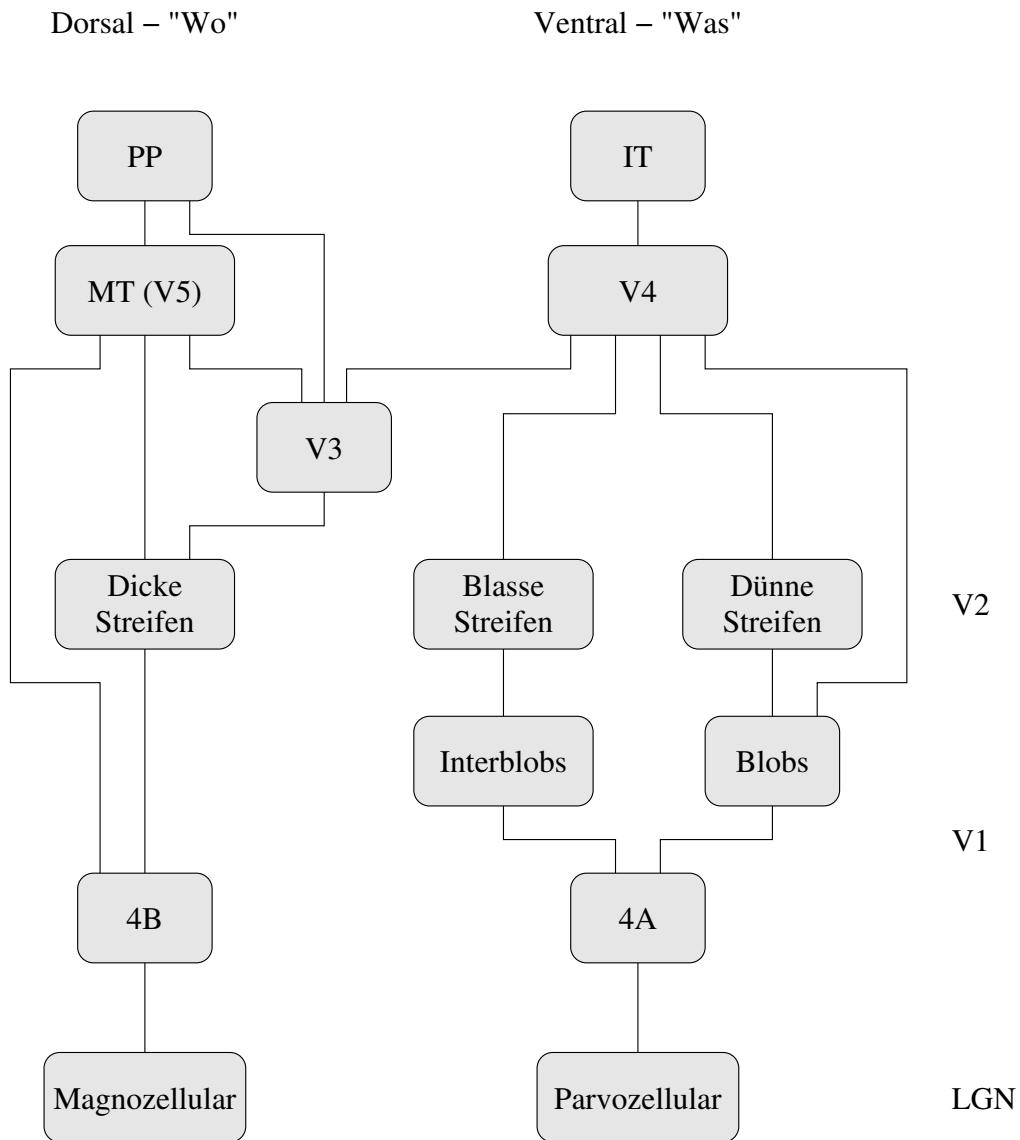 Dorsal − "Wo"
Ventral − "Was"
PP
IT
MT (V5)
V4
V3
Dicke
Streifen
Blasse
Streifen
Dünne
Streifen
V2
Interblobs
Blobs
V1
4B
4A
Magnozellular
Parvozellular
LGN